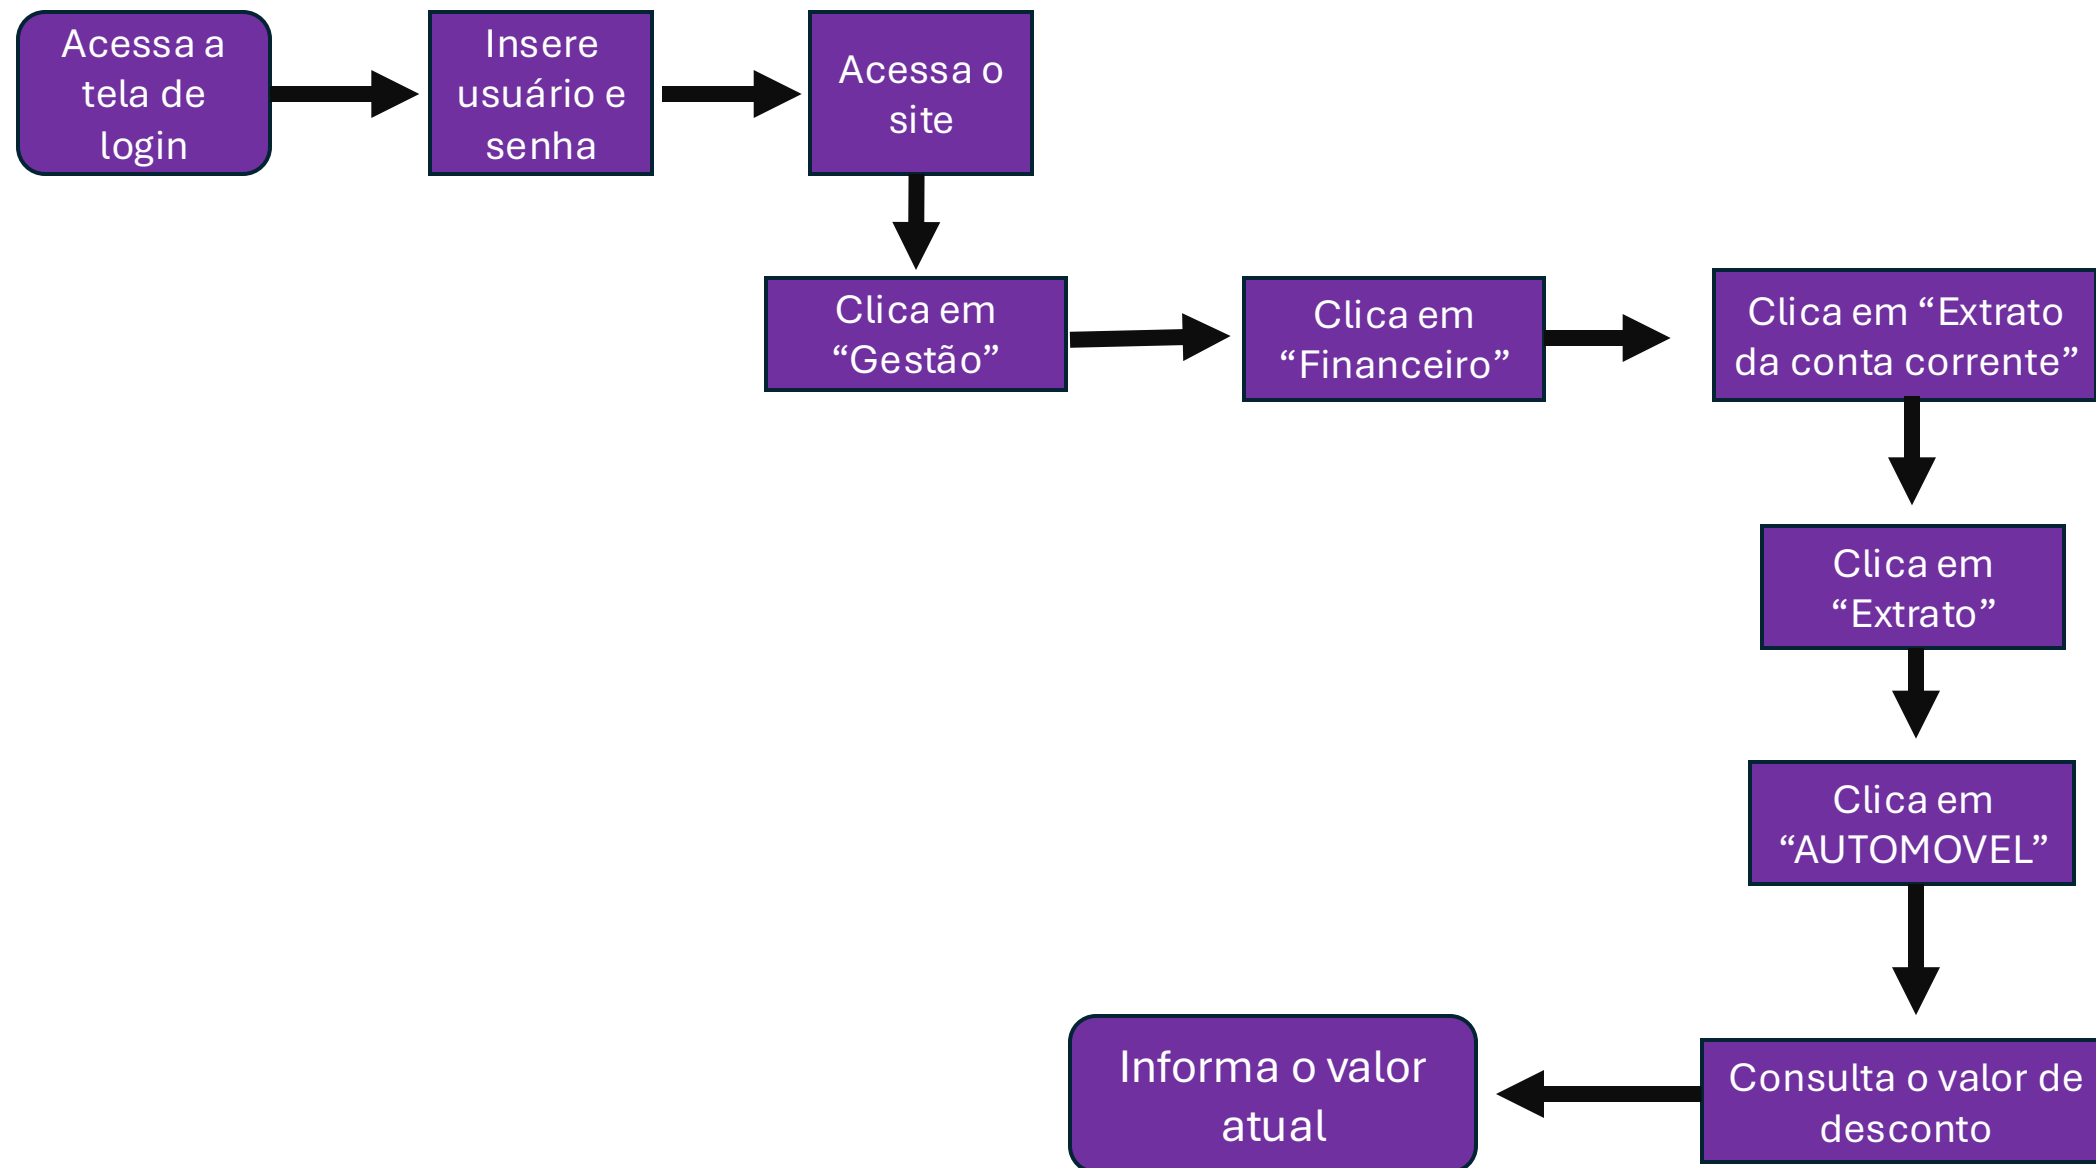 Acessa a
tela de
login
Insere
usuário e
senha
Acessa o
site
Clica em
“Gestão”
Clica em
“Financeiro”
Clica em “Extrato
da conta corrente”
Clica em
“Extrato”
Clica em
“AUTOMOVEL”
Consulta o valor de
desconto
Informa o valor
atual